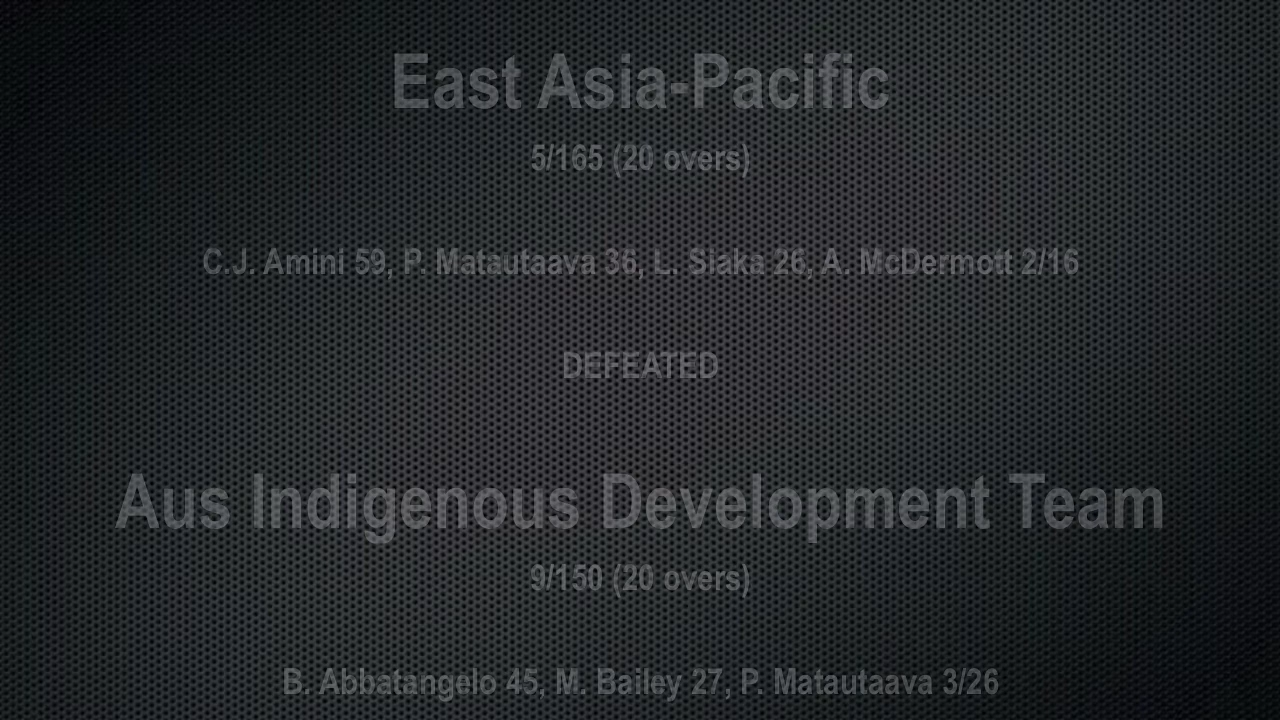 East Asia-Pacific
5/165 (20 overs)
C.J. Amini 59, P. Matautaava 36, L. Siaka 26, A. McDermott 2/16
DEFEATED
Aus Indigenous Development Team
9/150 (20 overs)
B. Abbatangelo 45, M. Bailey 27, P. Matautaava 3/26